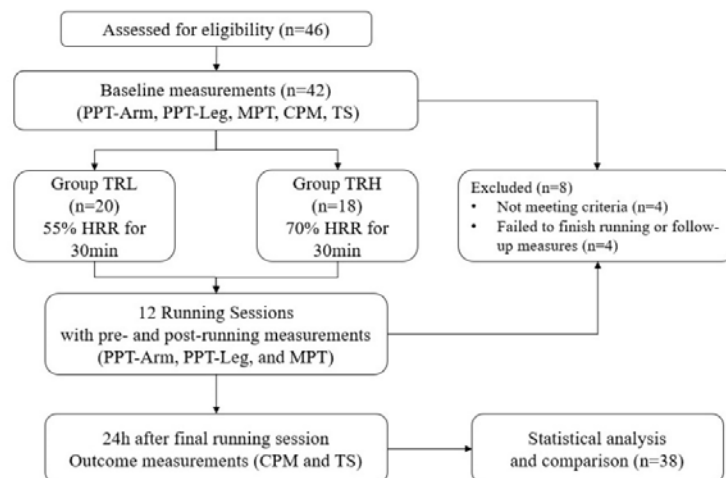 Assessed for eligibility (n=46)
Baseline measurements (n=42)
(PPT-Arm, PPT-Leg, MPT, CPM, TS)
Group TRL
(n=20)
55% HRR for
30min
Group TRH
(n=18)
70% HRR for
30min
Excluded (n=8)
• Not meeting criteria (n=4)
• Failed to finish running or follow-
up measures (n=4)
12 Running Sessions
with pre- and post-running measurements
(PPT-Arm, PPT-Leg, and MPT)
24h after final running session
Outcome measurements (CPM and TS)
Statistical analysis
and comparison (n=38)